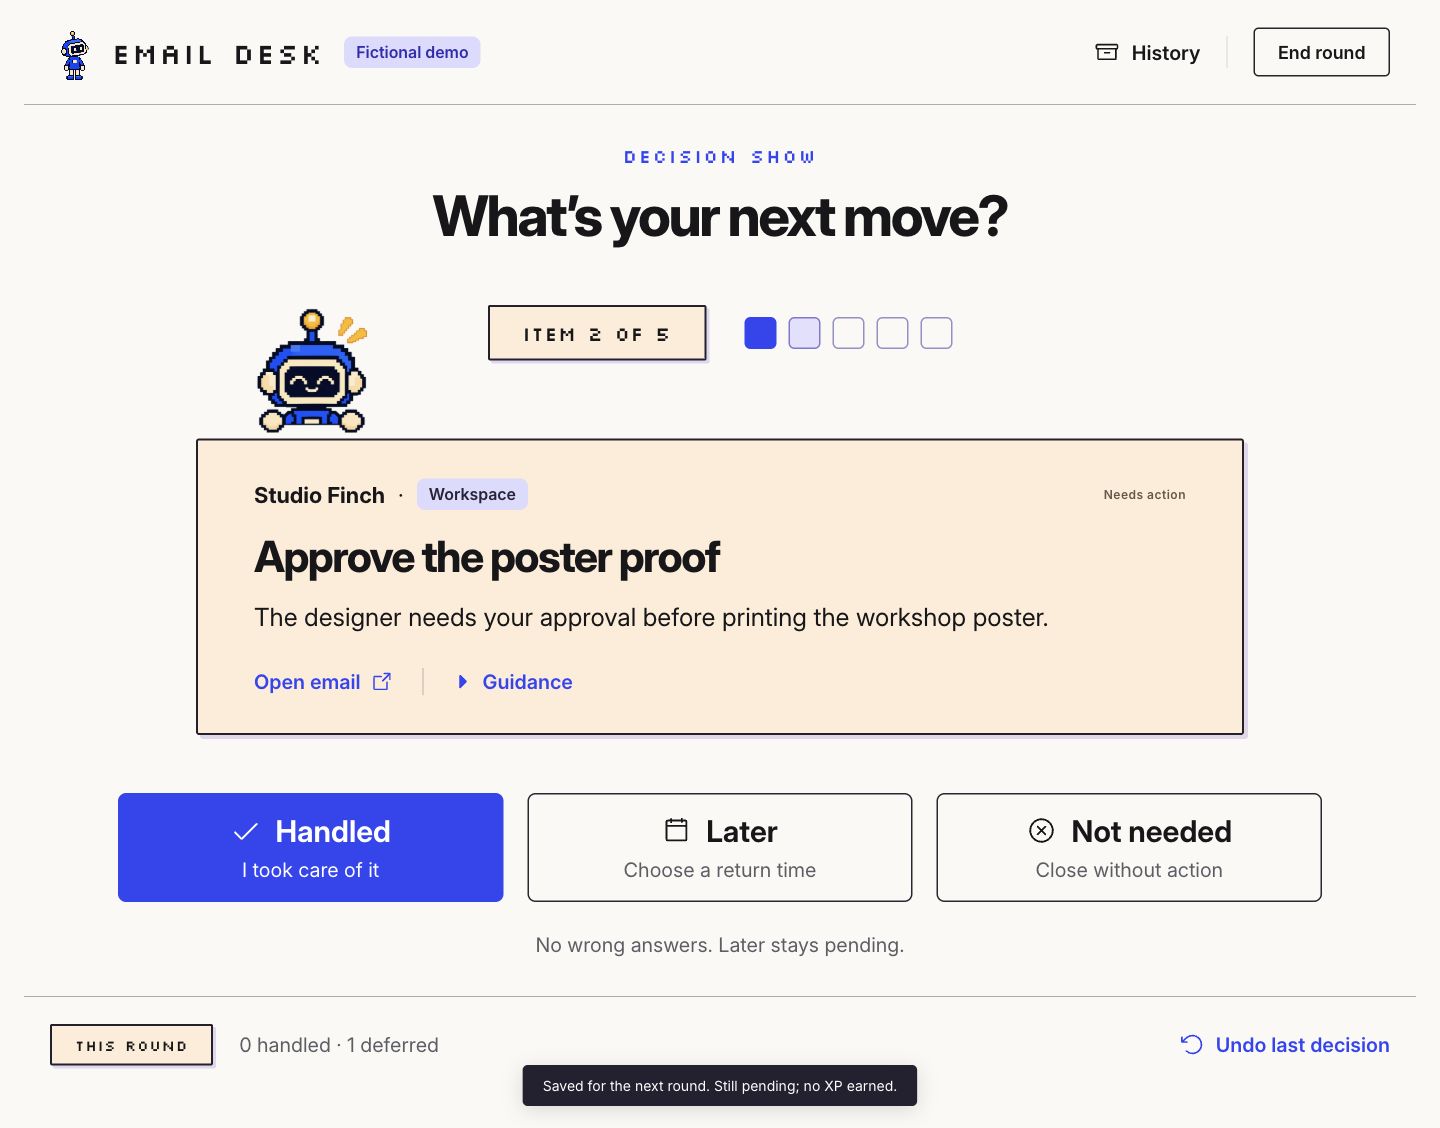 EMAIL DESK
Fictional demo
History
End round
DECISION SHOW
What's your next move?
ITEM 2 OF 5
Studio Finch · Workspace
Needs action
Approve the poster proof
The designer needs your approval before printing the workshop poster.
Open email
Guidance
Handled
I took care of it
Later
Choose a return time
Not needed
Close without action
No wrong answers. Later stays pending.
THIS ROUND
0 handled · 1 deferred
Undo last decision
Saved for the next round. Still pending; no XP earned.